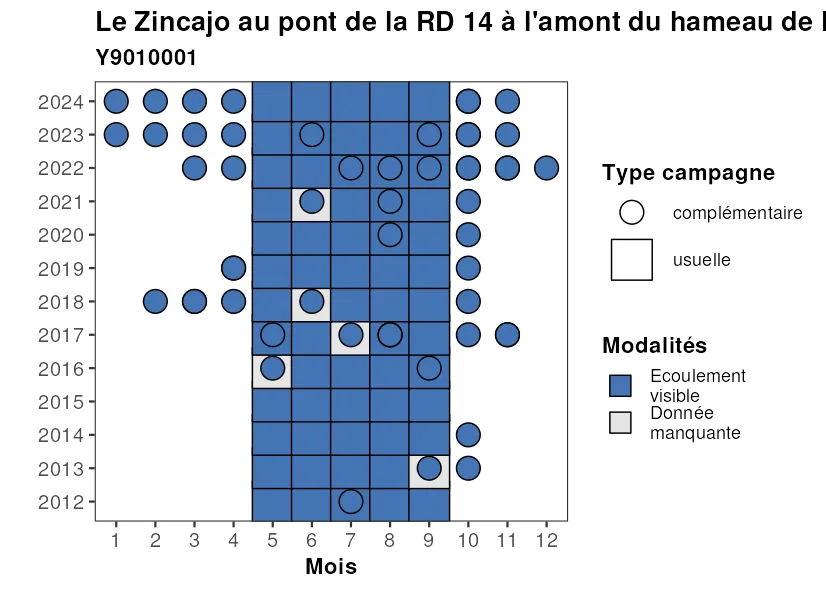 Le Zincajo au pont de la RD 14 à l'amont du hameau de
Y9010001
2024
2023
2022
2021
2020
2019
2018
2017
2016
2015
2014
2013
2012
1 2 3 4 5 6 7 8 9 10 11 12
Mois
Type campagne
complémentaire
usuelle
Modalités
Ecoulement
visible
Donnée
manquante